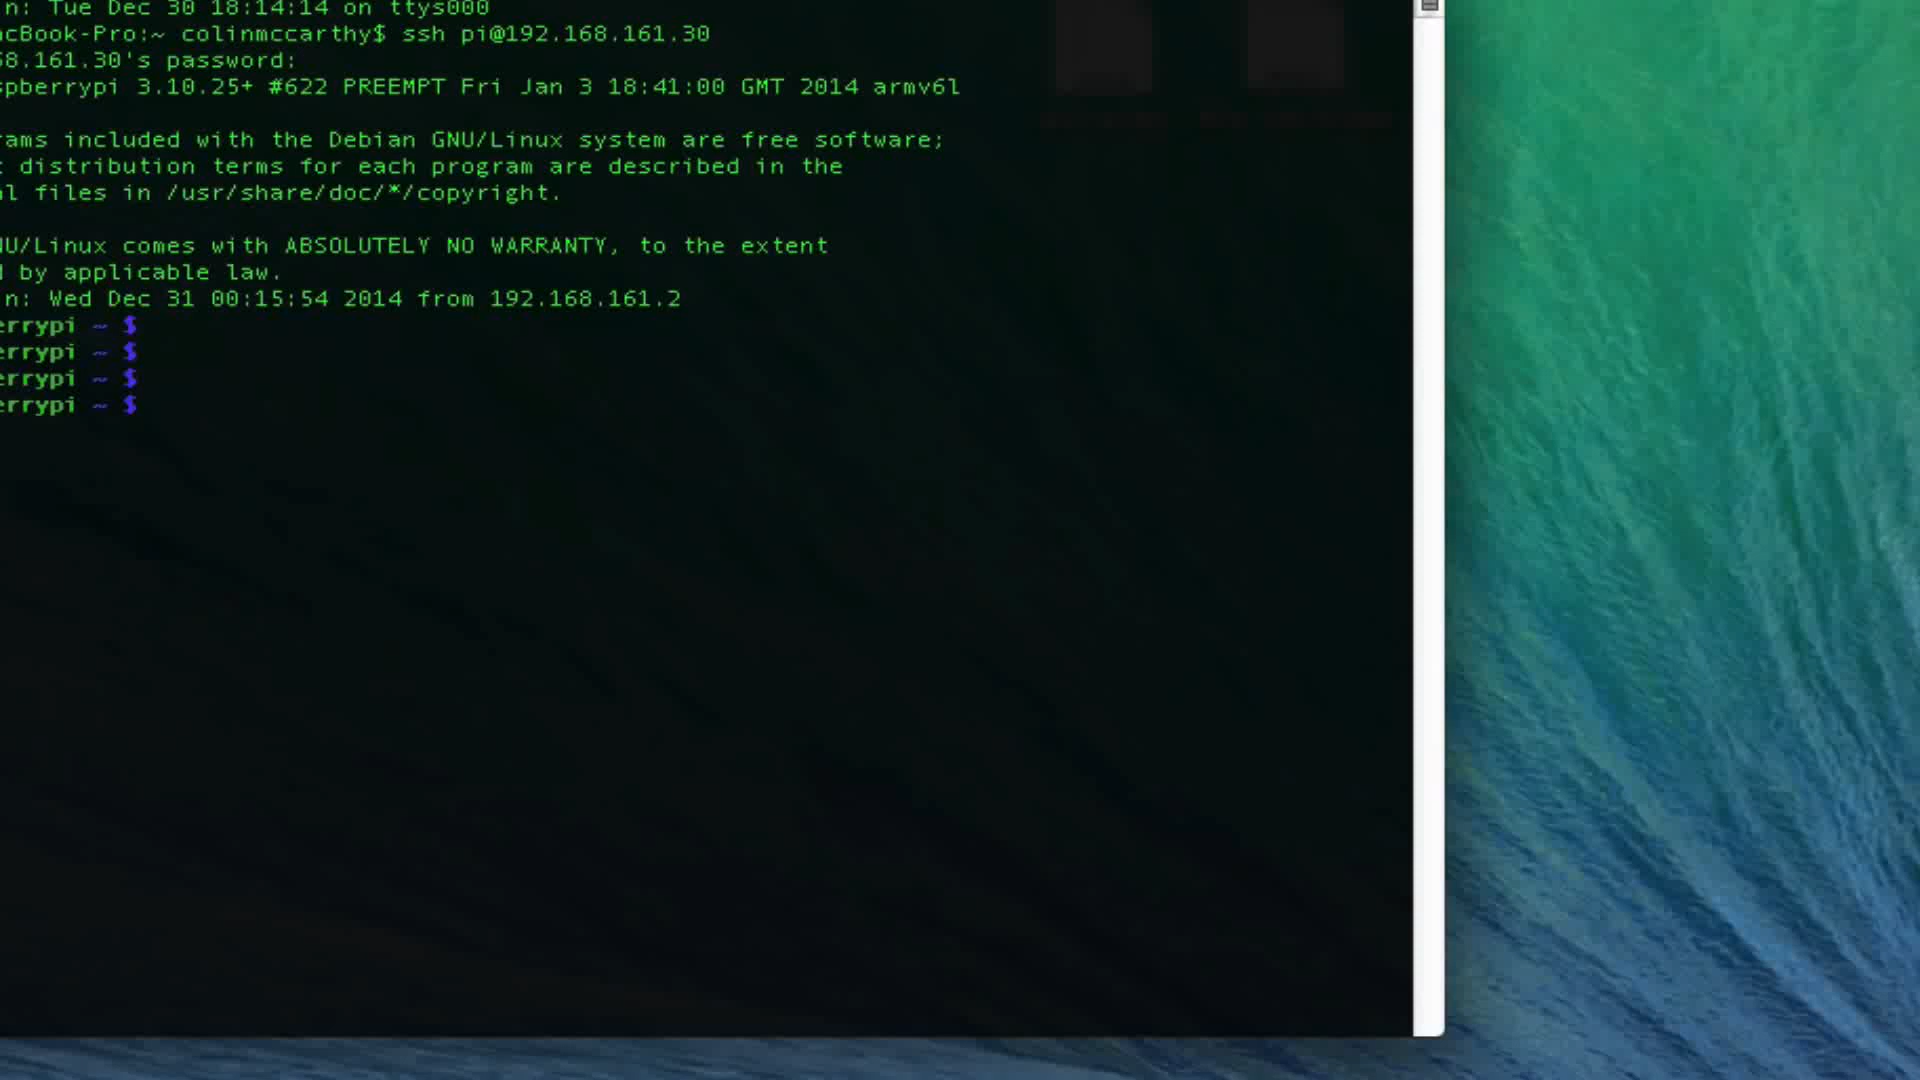 n: Tue Dec 30 18:14:14 on ttys000
acBook-Pro:~ colinmccarthy$ ssh pi@192.168.161.30
68.161.30's password:
spberrypi 3.10.25+ #622 PREEMPT Fri Jan 3 18:41:00 GMT 2014 armv6l
rams included with the Debian GNU/Linux system are free software;
t distribution terms for each program are described in the
al files in /usr/share/doc/*/copyright.
NU/Linux comes with ABSOLUTELY NO WARRANTY, to the extent
d by applicable law.
n: Wed Dec 31 00:15:54 2014 from 192.168.161.2
errypi ~ $
errypi ~ $
errypi ~ $
errypi ~ $